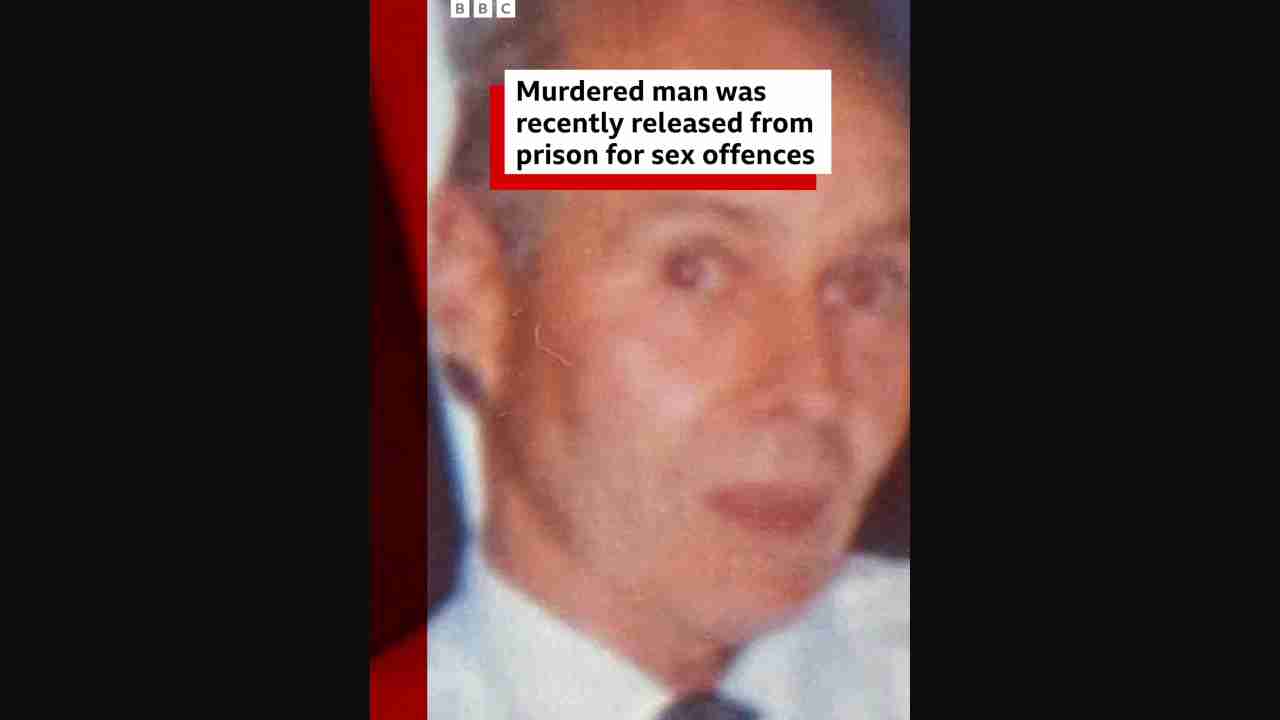 BBC
Murdered man was
recently released from
prison for sex offences